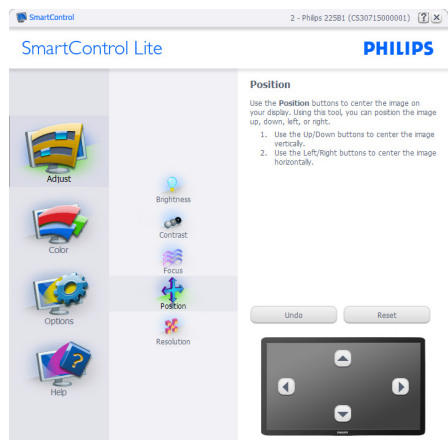 SmartControl
2 - Philips 225B1 (CS30715000001)
SmartControl Lite
PHILIPS
Adjust
Color
Options
Help
Brightness
Contrast
Focus
Position
Resolution
Position
Use the Position buttons to center the image on
your display. Using this tool, you can position the image
up, down, left, or right.
1. Use the Up/Down buttons to center the image
vertically.
2. Use the Left/Right buttons to center the image
horizontally.
Undo
Reset
PHILIPS